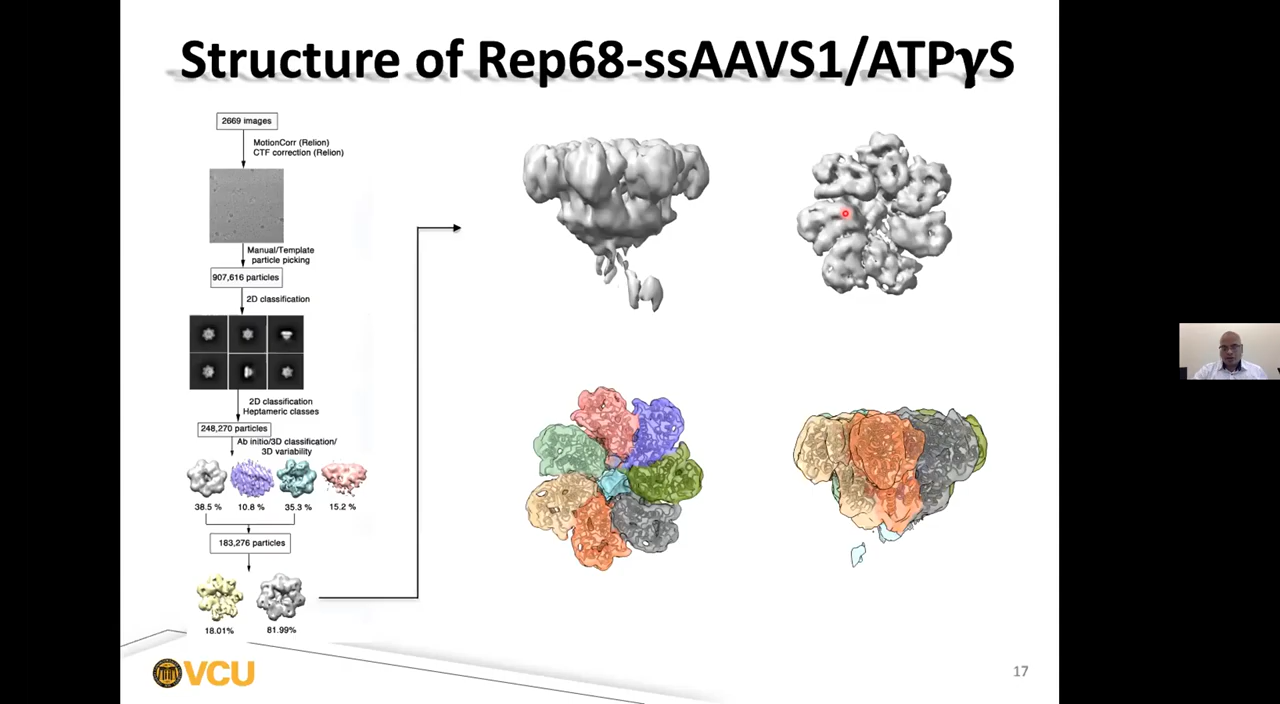 Structure of Rep68-ssAAVS1/ATPγS
2669 images
MotionCorr (Relion)
CTF correction (Relion)
Manual/Template
particle picking
907,616 particles
2D classification
2D classification
Heptameric classes
248,270 particles
Ab initio/3D classification/
3D variability
38.5 % 10.8 % 35.3 % 15.2 %
183,276 particles
18.01% 81.99%
VCU
17